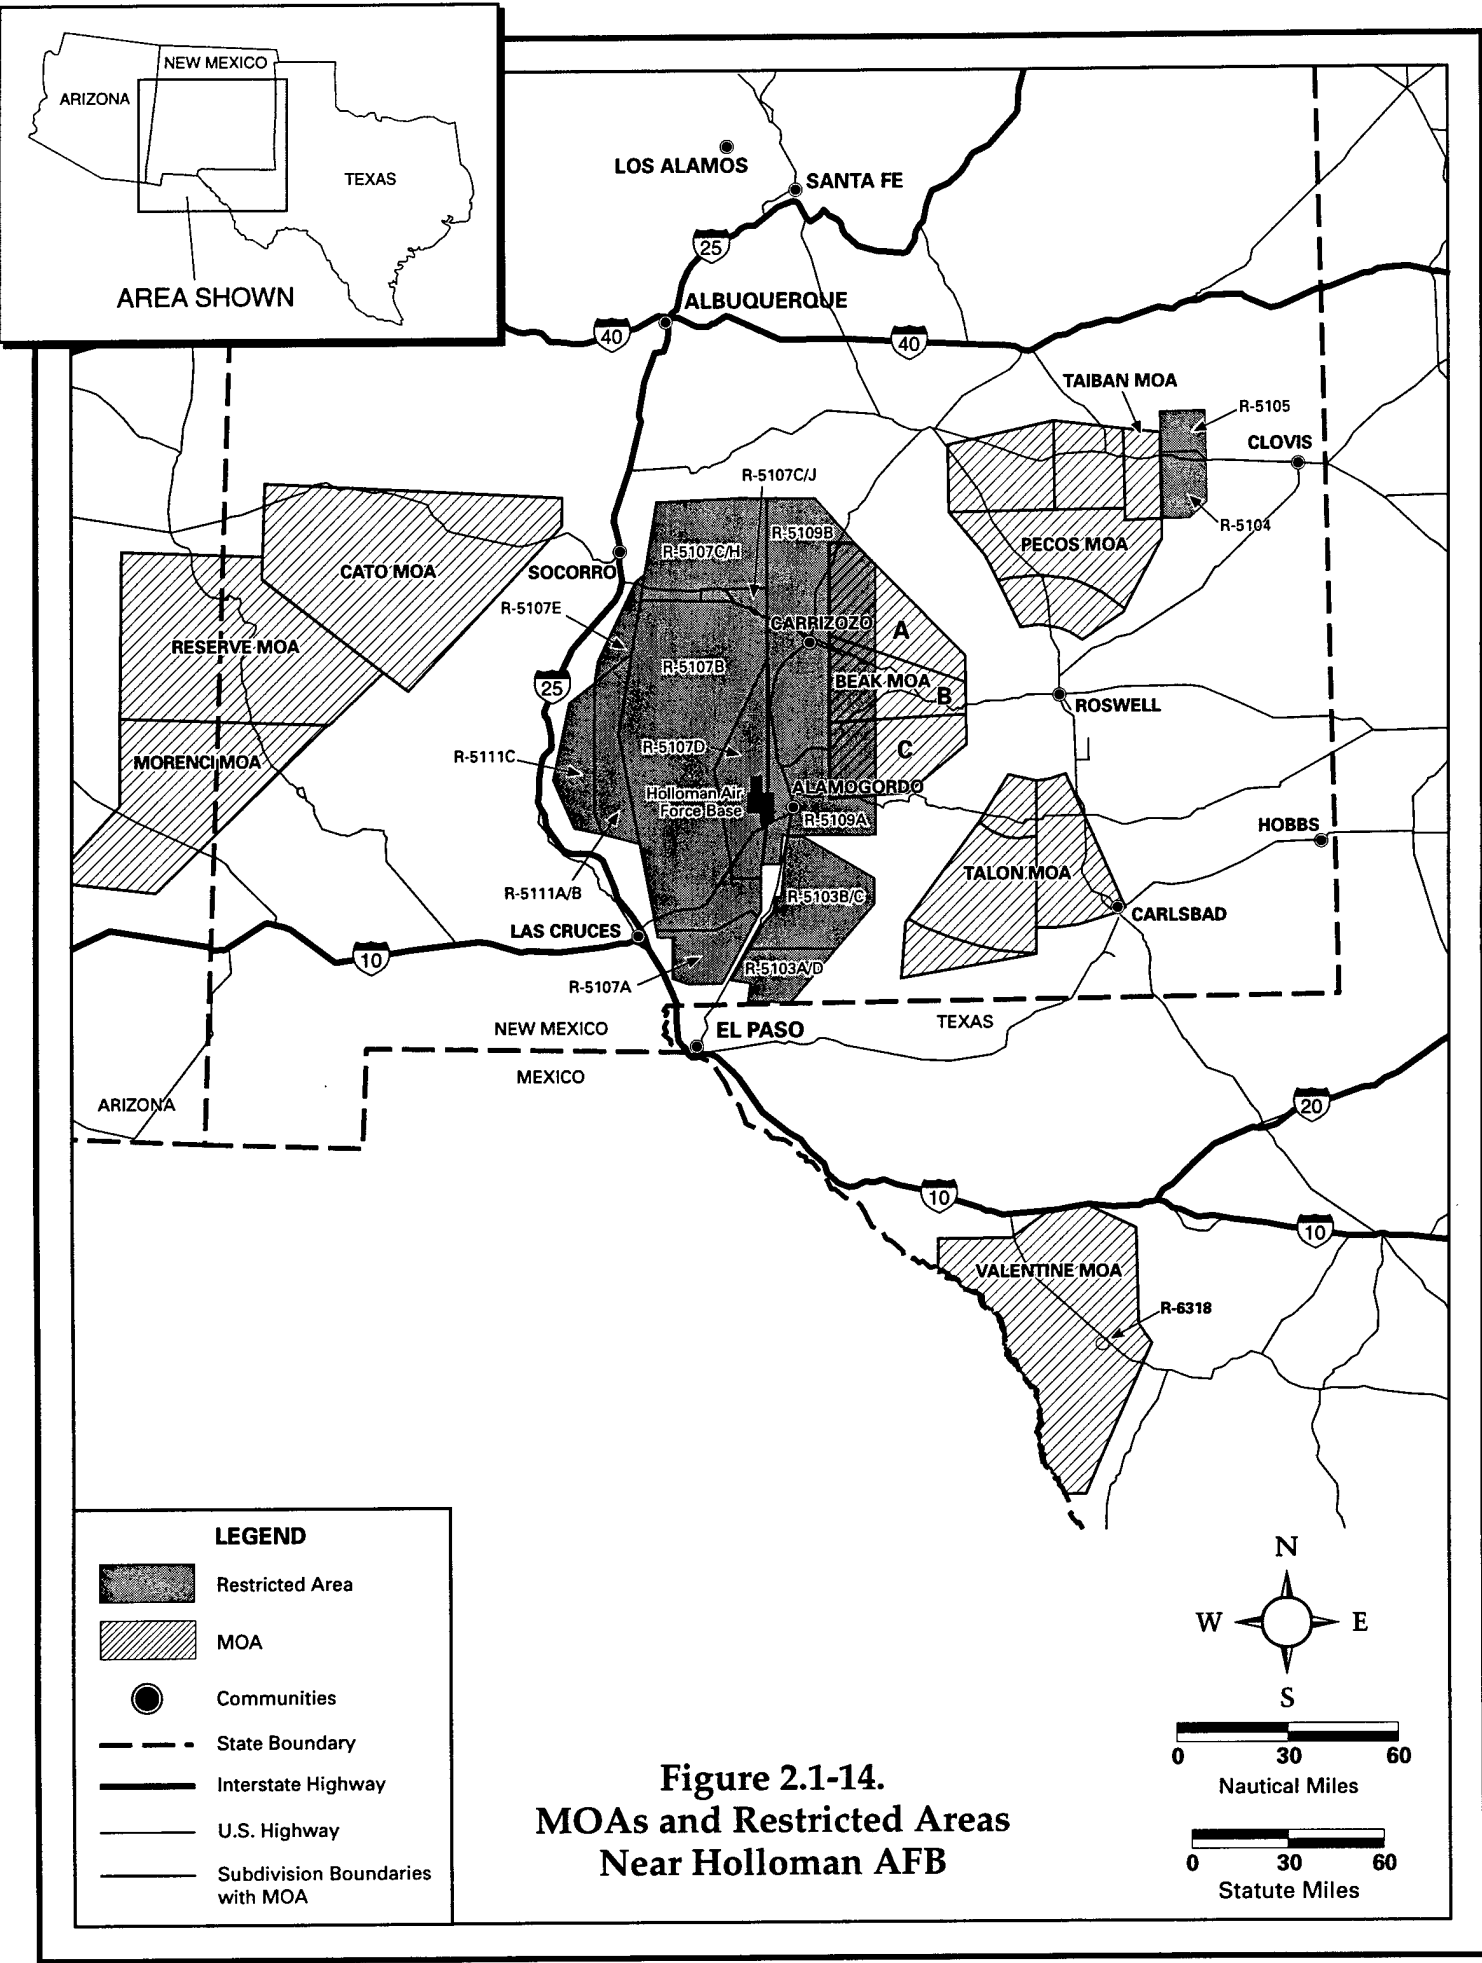 NEW MEXICO
ARIZONA
TEXAS
AREA SHOWN
LOS ALAMOS
SANTA FE
25
ALBUQUERQUE
40
40
TAIBAN MOA
R-5105
CLOVIS
R-5107C/J
R-5109B
R-5104
PECOS MOA
R-5107C/H
CATO MOA
SOCORRO
R-5107E
CARRIZOZO
A
RESERVE MOA
R-5107B
BEAK MOA
B
25
ROSWELL
R-5107D
C
R-5111C
MORENCI MOA
Holloman Air
Force Base
ALAMOGORDO
R-5109A
HOBBS
TALON MOA
R-5111A/B
R-5103B/C
CARLSBAD
LAS CRUCES
10
R-5103A/D
R-5107A
NEW MEXICO
EL PASO
TEXAS
MEXICO
ARIZONA
20
10
10
VALENTINE MOA
R-6318
LEGEND
Restricted Area
MOA
Communities
State Boundary
Interstate Highway
U.S. Highway
Subdivision Boundaries
with MOA
N
W E
S
0 30 60
Nautical Miles
0 30 60
Statute Miles
Figure 2.1-14.
MOAs and Restricted Areas
Near Holloman AFB